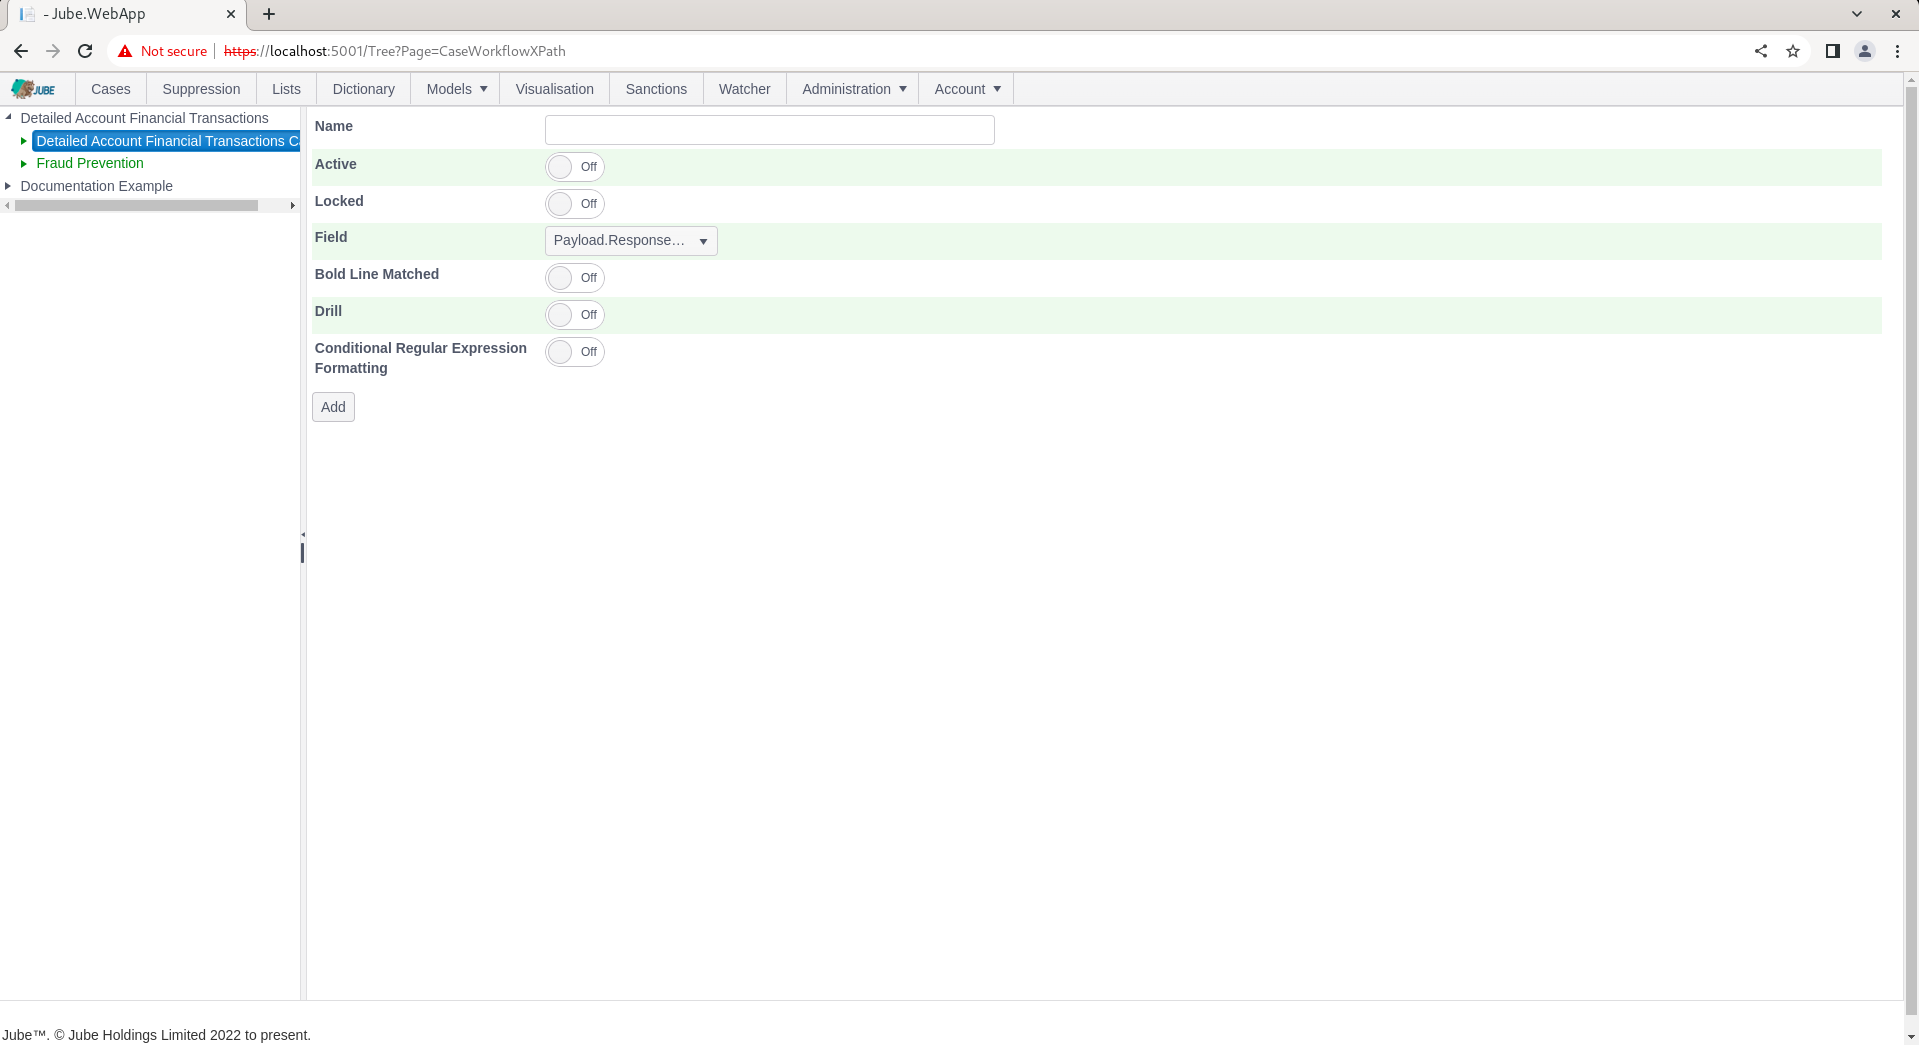 - Jube.WebApp
Not secure
https://localhost:5001/Tree?Page=CaseWorkflowXPath
JUBE
Cases
Suppression
Lists
Dictionary
Models
Visualisation
Sanctions
Watcher
Administration
Account
Detailed Account Financial Transactions
Detailed Account Financial Transactions C
Fraud Prevention
Documentation Example
Name
Active
Off
Locked
Off
Field
Payload.Response...
Bold Line Matched
Off
Drill
Off
Conditional Regular Expression
Formatting
Off
Add
Jube™. © Jube Holdings Limited 2022 to present.